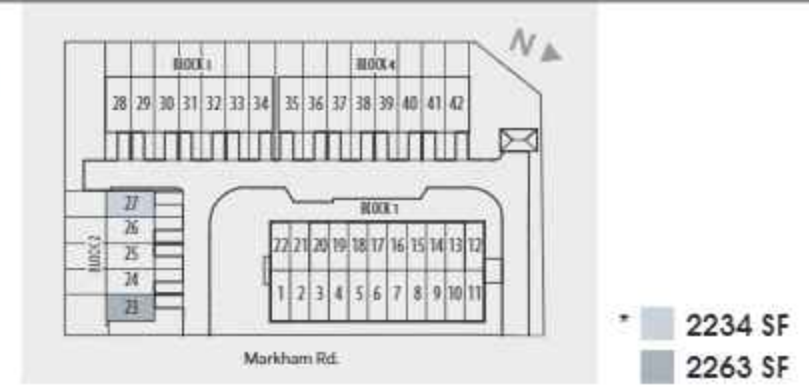 N
BLOCK 3 BLOCK 4
28 29 30 31 32 33 34 35 36 37 38 39 40 41 42
BLOCK 1
27
26
25
24
23
BLOCK 2
22 21 20 19 18 17 16 15 14 13 12
1 2 3 4 5 6 7 8 9 10 11
Markham Rd.
* 2234 SF
2263 SF